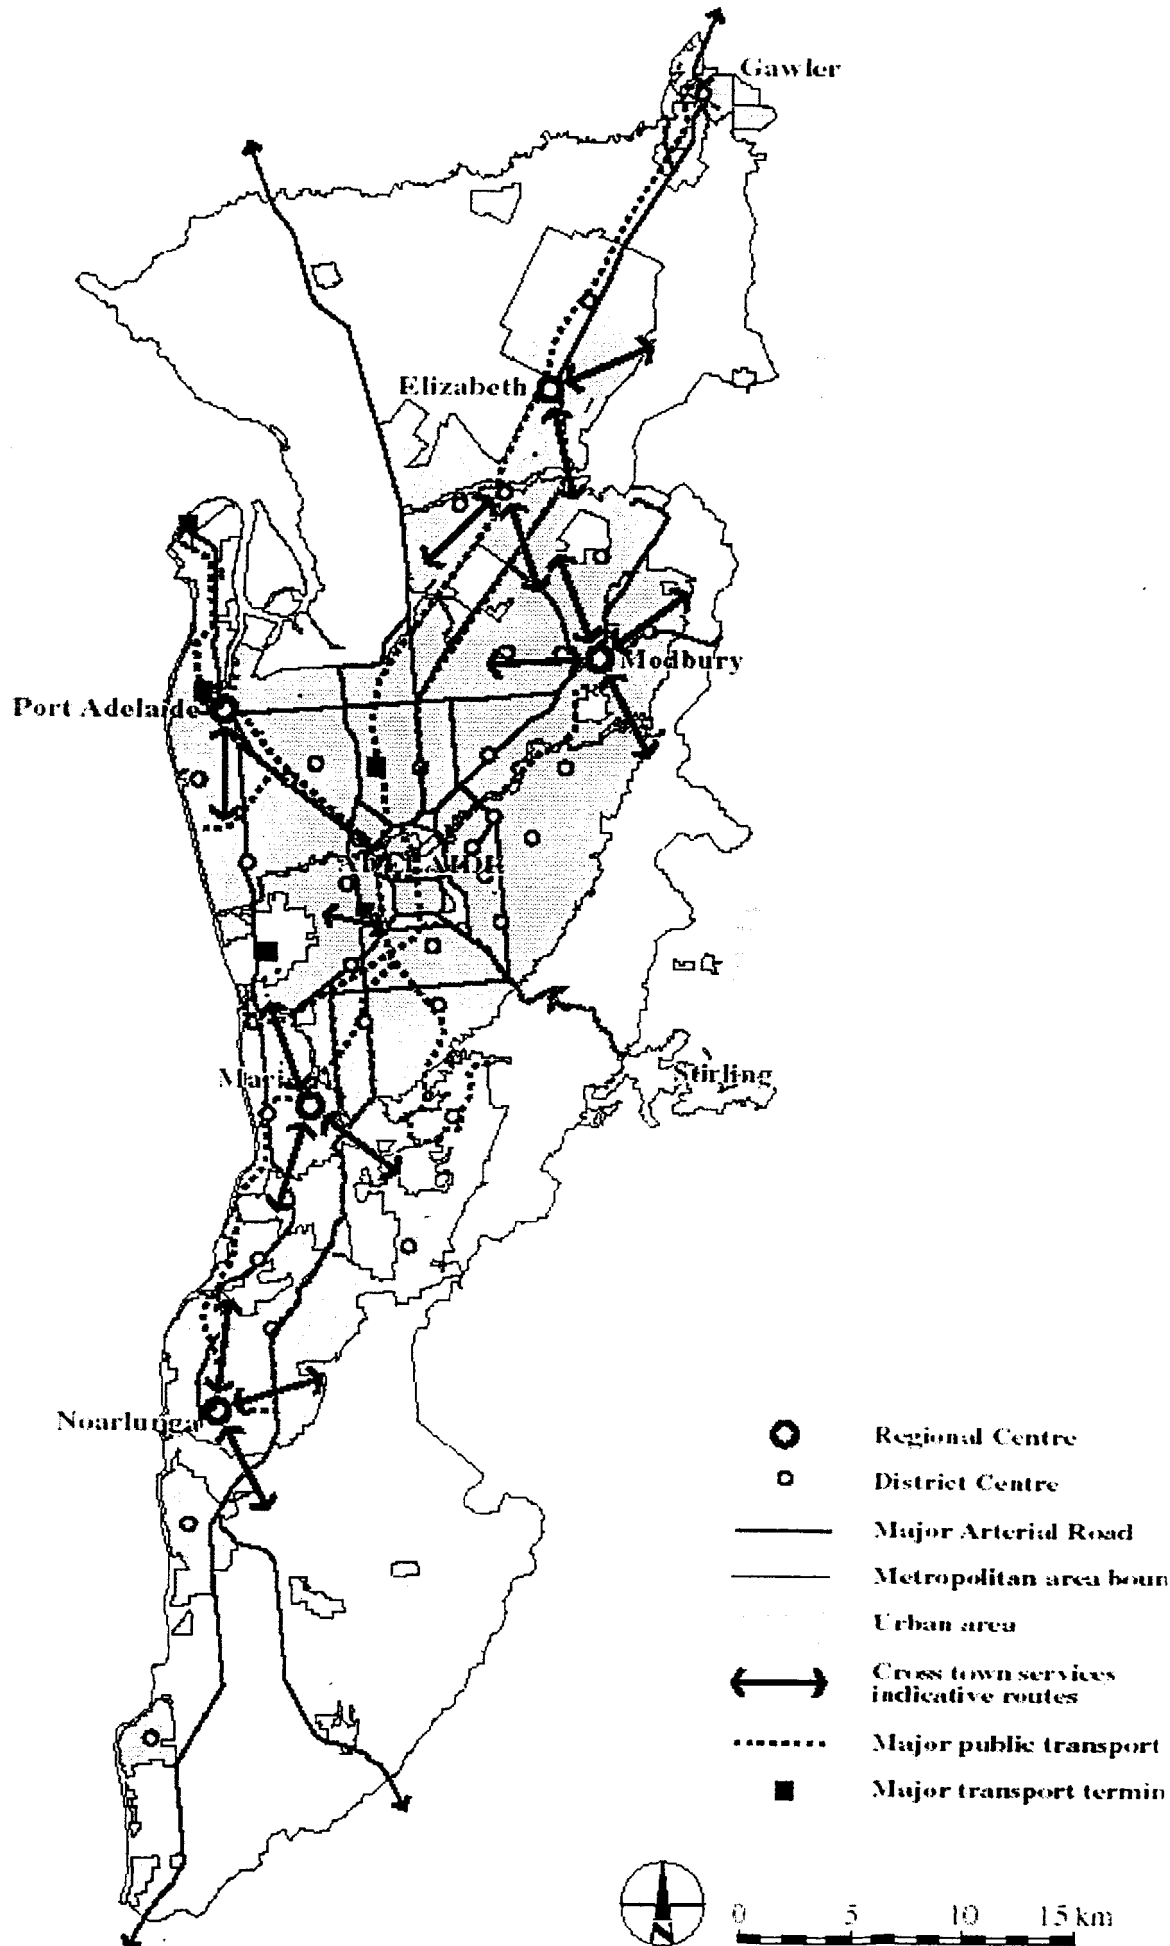 Gawler
Elizabeth
Modbury
Port Adelaide
ADELAIDE
Stirling
Noarlunga
Regional Centre
District Centre
Major Arterial Road
Metropolitan area boun
Urban area
Cross town services
indicative routes
Major public transport
Major transport termin
N
0 5 10 15 km